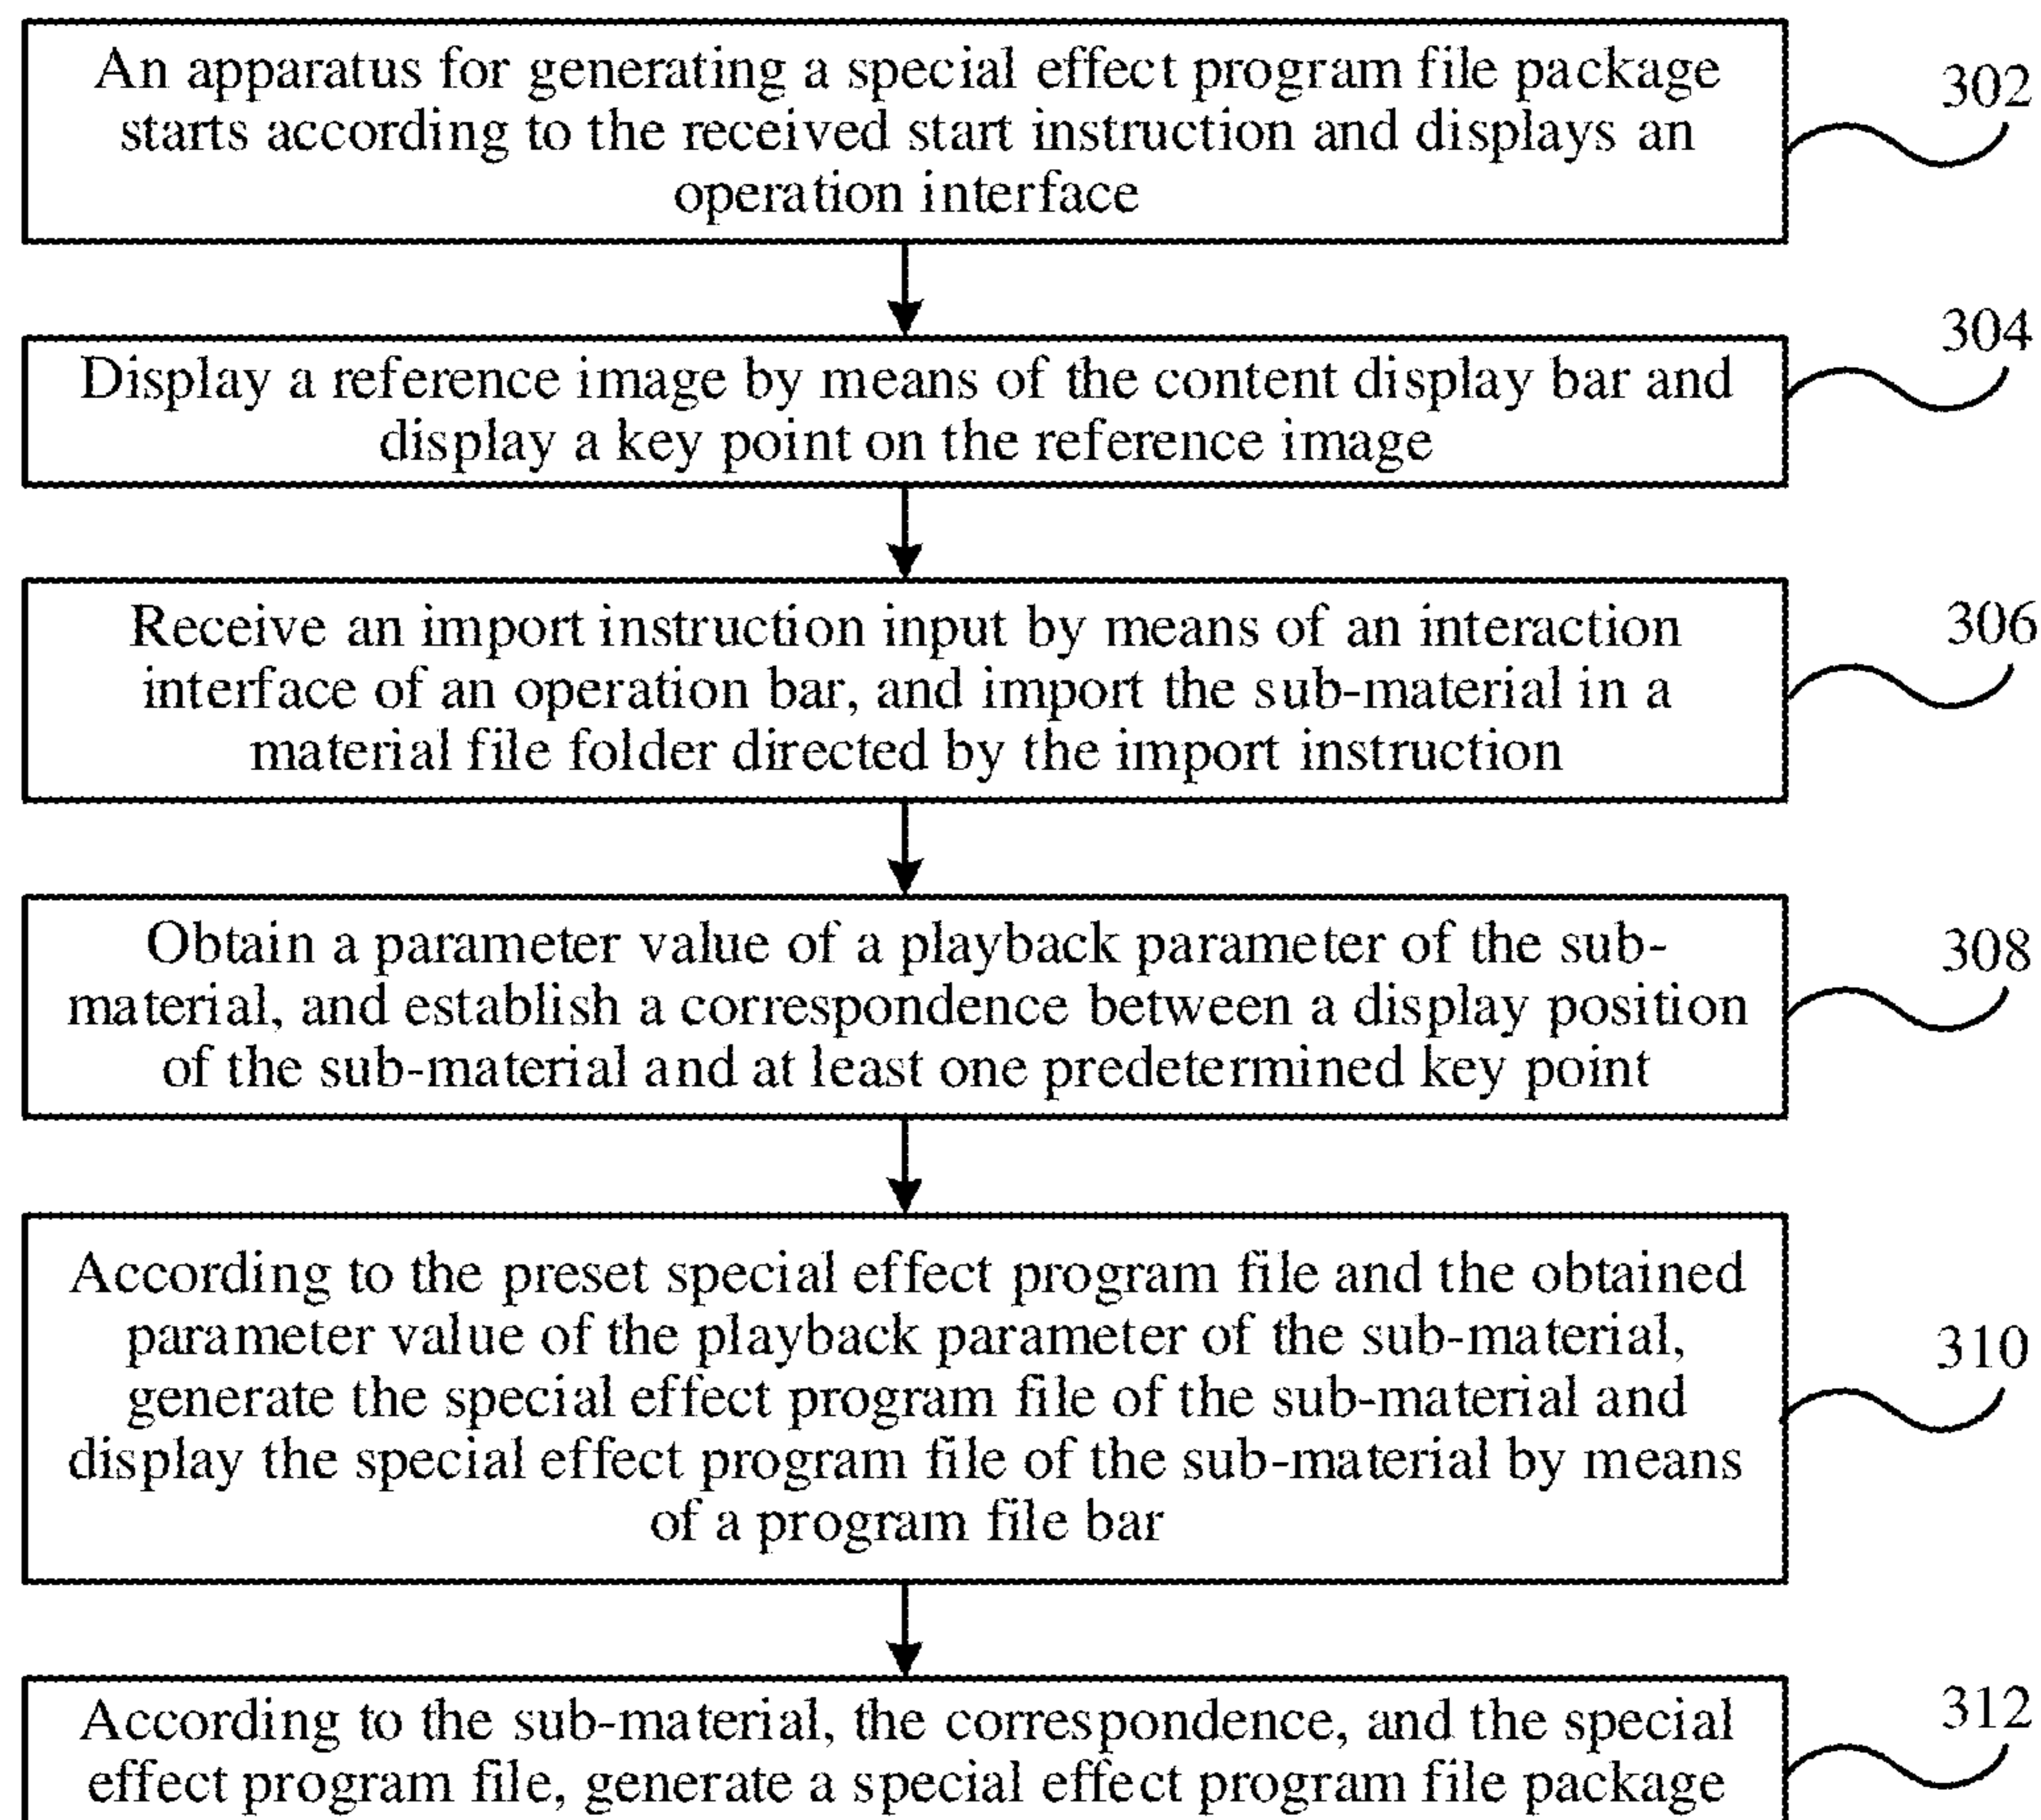 An apparatus for generating a special effect program file package
starts according to the received start instruction and displays an
operation interface
302
Display a reference image by means of the content display bar and
display a key point on the reference image
304
Receive an import instruction input by means of an interaction
interface of an operation bar, and import the sub-material in a
material file folder directed by the import instruction
306
Obtain a parameter value of a playback parameter of the sub-
material, and establish a correspondence between a display position
of the sub-material and at least one predetermined key point
308
According to the preset special effect program file and the obtained
parameter value of the playback parameter of the sub-material,
generate the special effect program file of the sub-material and
display the special effect program file of the sub-material by means
of a program file bar
310
According to the sub-material, the correspondence, and the special
effect program file, generate a special effect program file package
312